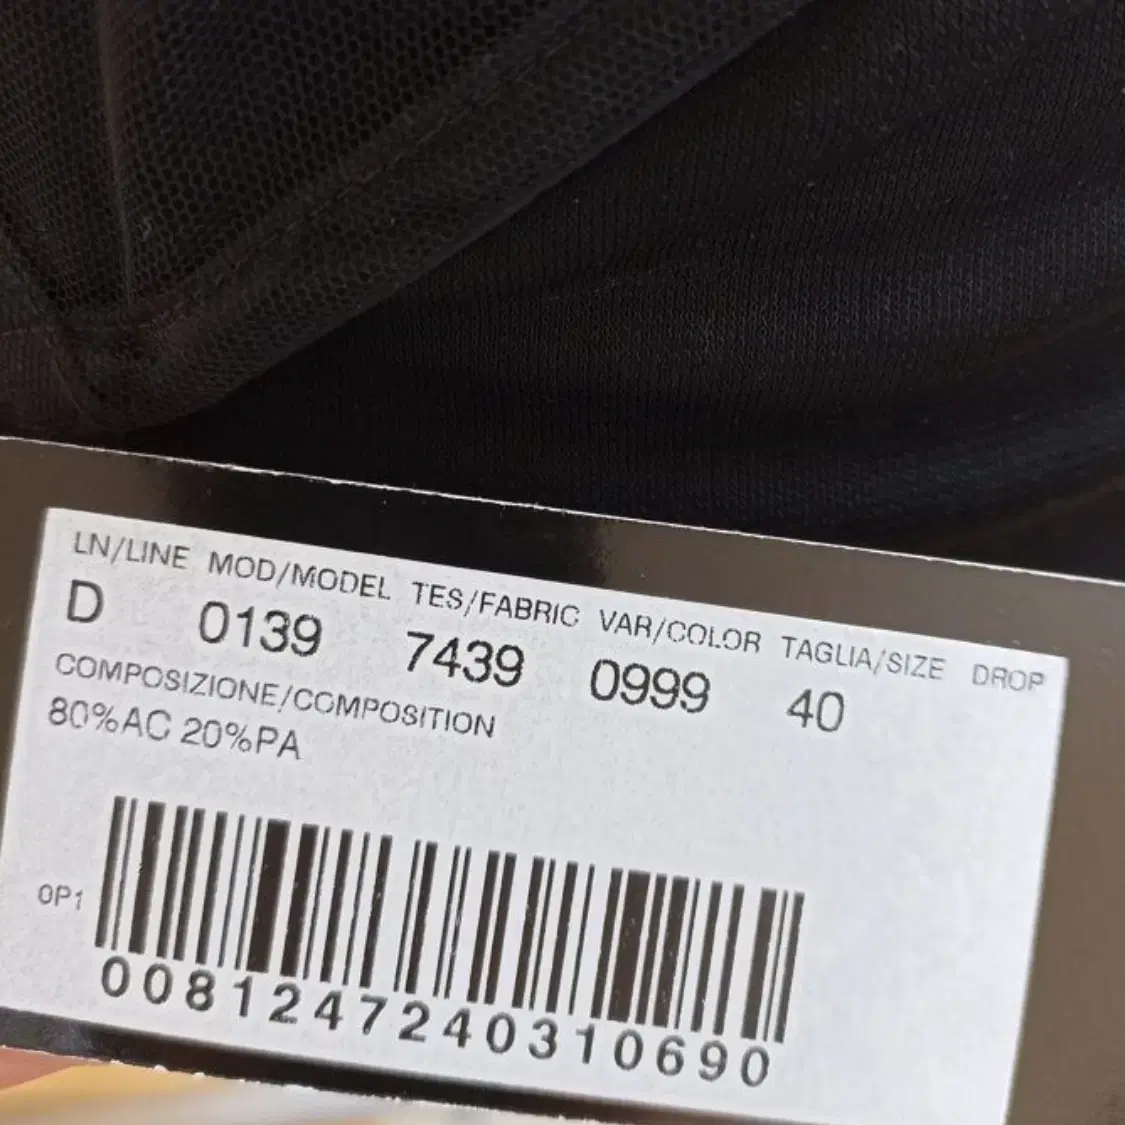 LN/LINE MOD/MODEL TES/FABRIC VAR/COLOR TAGLIA/SIZE DROP
D 0139 7439 0999 40
COMPOSIZIONE/COMPOSITION
80%AC 20%PA
0P1
0081247240310690